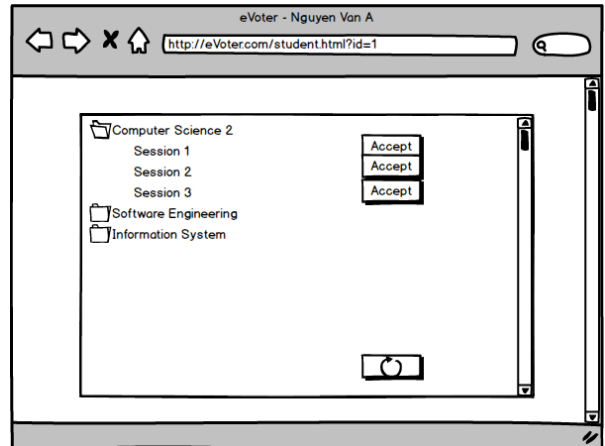 eVoter - Nguyen Van A
http://eVoter.com/student.html?id=1
Computer Science 2
Session 1 Accept
Session 2 Accept
Session 3 Accept
Software Engineering
Information System